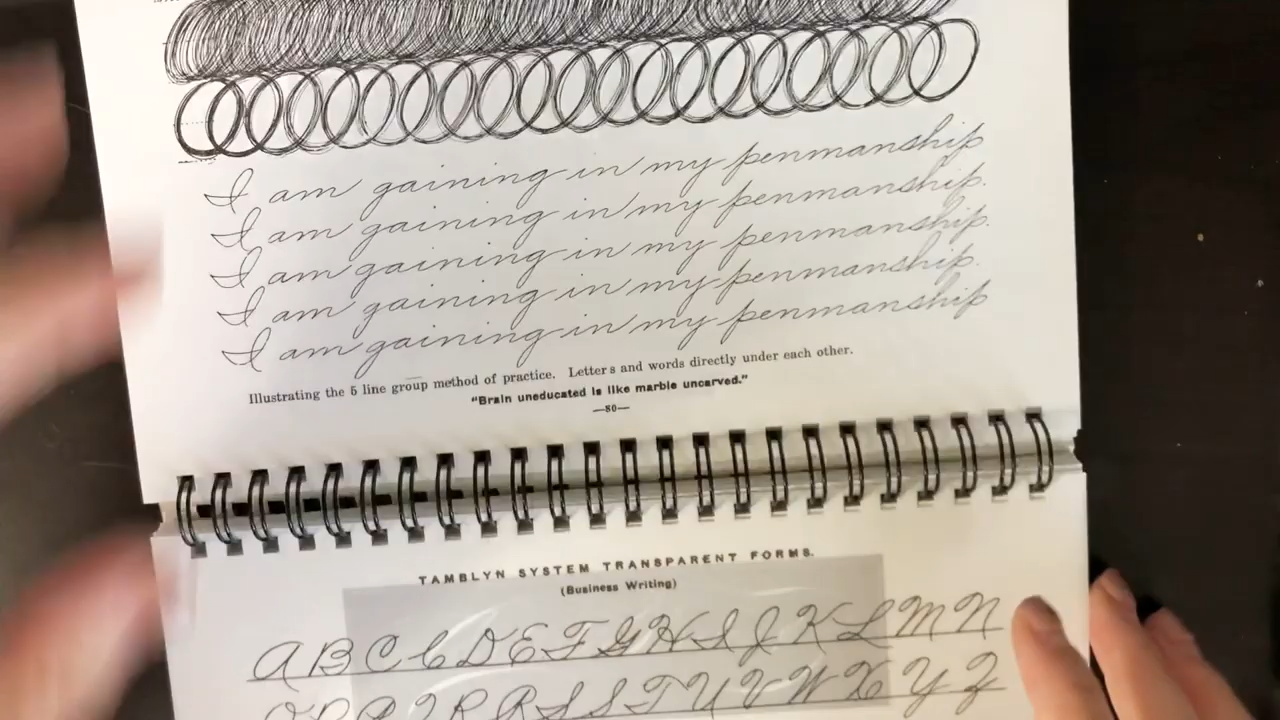 I am gaining in my penmanship
I am gaining in my penmanship.
I am gaining in my penmanship.
I am gaining in my penmanship.
I am gaining in my penmanship
Illustrating the 5 line group method of practice. Letter s and words directly under each other.
"Brain uneducated is like marble uncarved."
—80—
TAMBLYN SYSTEM TRANSPARENT FORMS.
(Business Writing)
A B C C D E F G H I J K L M N
O P Q Q R R S S T U V W X Y Z